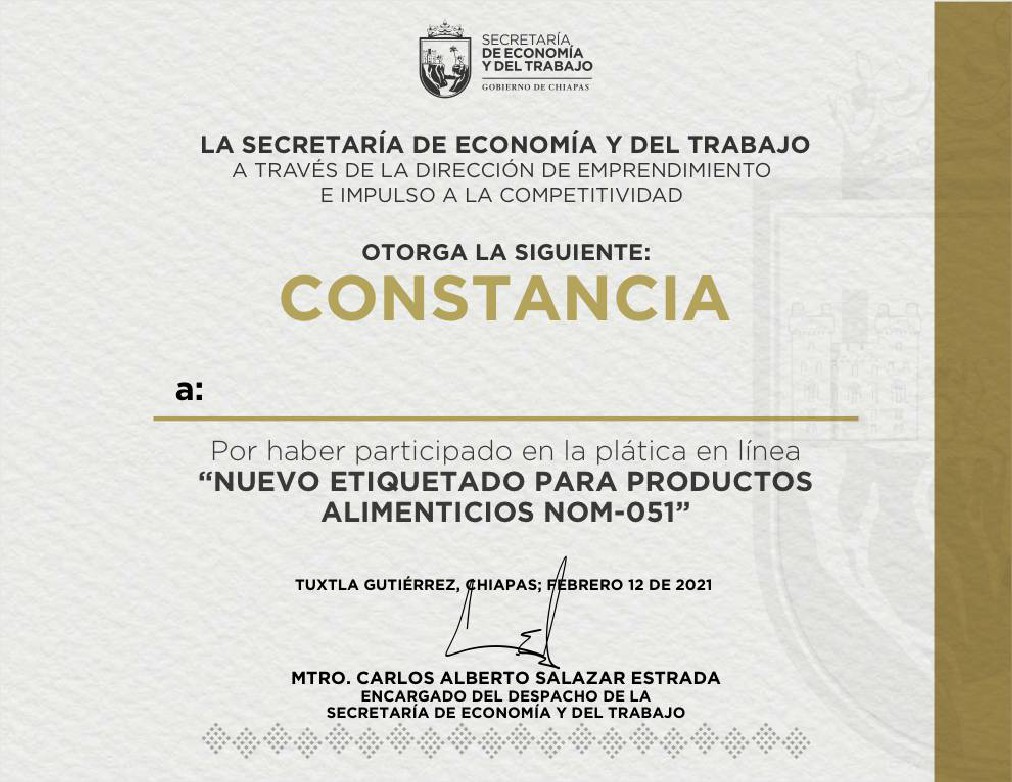 SECRETARÍA
DE ECONOMÍA
Y DEL TRABAJO
GOBIERNO DE CHIAPAS
LA SECRETARÍA DE ECONOMÍA Y DEL TRABAJO
A TRAVÉS DE LA DIRECCIÓN DE EMPRENDIMIENTO
E IMPULSO A LA COMPETITIVIDAD
OTORGA LA SIGUIENTE:
CONSTANCIA
a:
Por haber participado en la plática en línea
“NUEVO ETIQUETADO PARA PRODUCTOS
ALIMENTICIOS NOM-051”
TUXTLA GUTIÉRREZ, CHIAPAS; FEBRERO 12 DE 2021
MTRO. CARLOS ALBERTO SALAZAR ESTRADA
ENCARGADO DEL DESPACHO DE LA
SECRETARÍA DE ECONOMÍA Y DEL TRABAJO